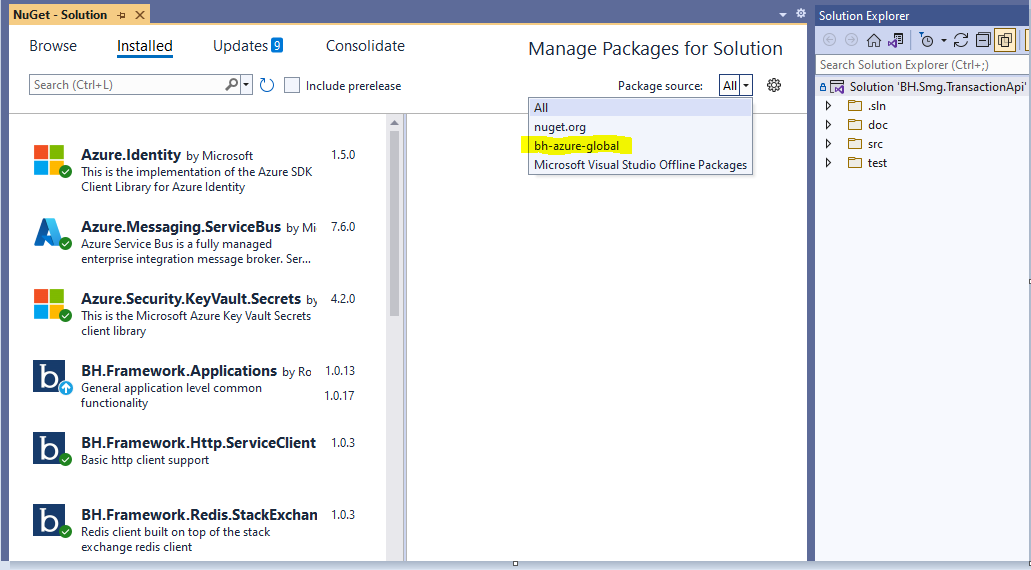 NuGet - Solution
Browse
Installed
Updates 9
Consolidate
Manage Packages for Solution
Search (Ctrl+L)
Include prerelease
Package source:
All
All
nuget.org
bh-azure-global
Microsoft Visual Studio Offline Packages
Azure.Identity by Microsoft 1.5.0
This is the implementation of the Azure SDK
Client Library for Azure Identity
Azure.Messaging.ServiceBus by Mi 7.6.0
Azure Service Bus is a fully managed
enterprise integration message broker. Ser...
Azure.Security.KeyVault.Secrets by 4.2.0
This is the Microsoft Azure Key Vault Secrets
client library
b
BH.Framework.Applications by Ro 1.0.13
General application level common
functionality
1.0.17
b
BH.Framework.Http.ServiceClient 1.0.3
Basic http client support
b
BH.Framework.Redis.StackExchan 1.0.3
Redis client built on top of the stack
exchange redis client
Solution Explorer
Search Solution Explorer (Ctrl+;)
Solution 'BH.Smg.TransactionApi'
.sln
doc
src
test